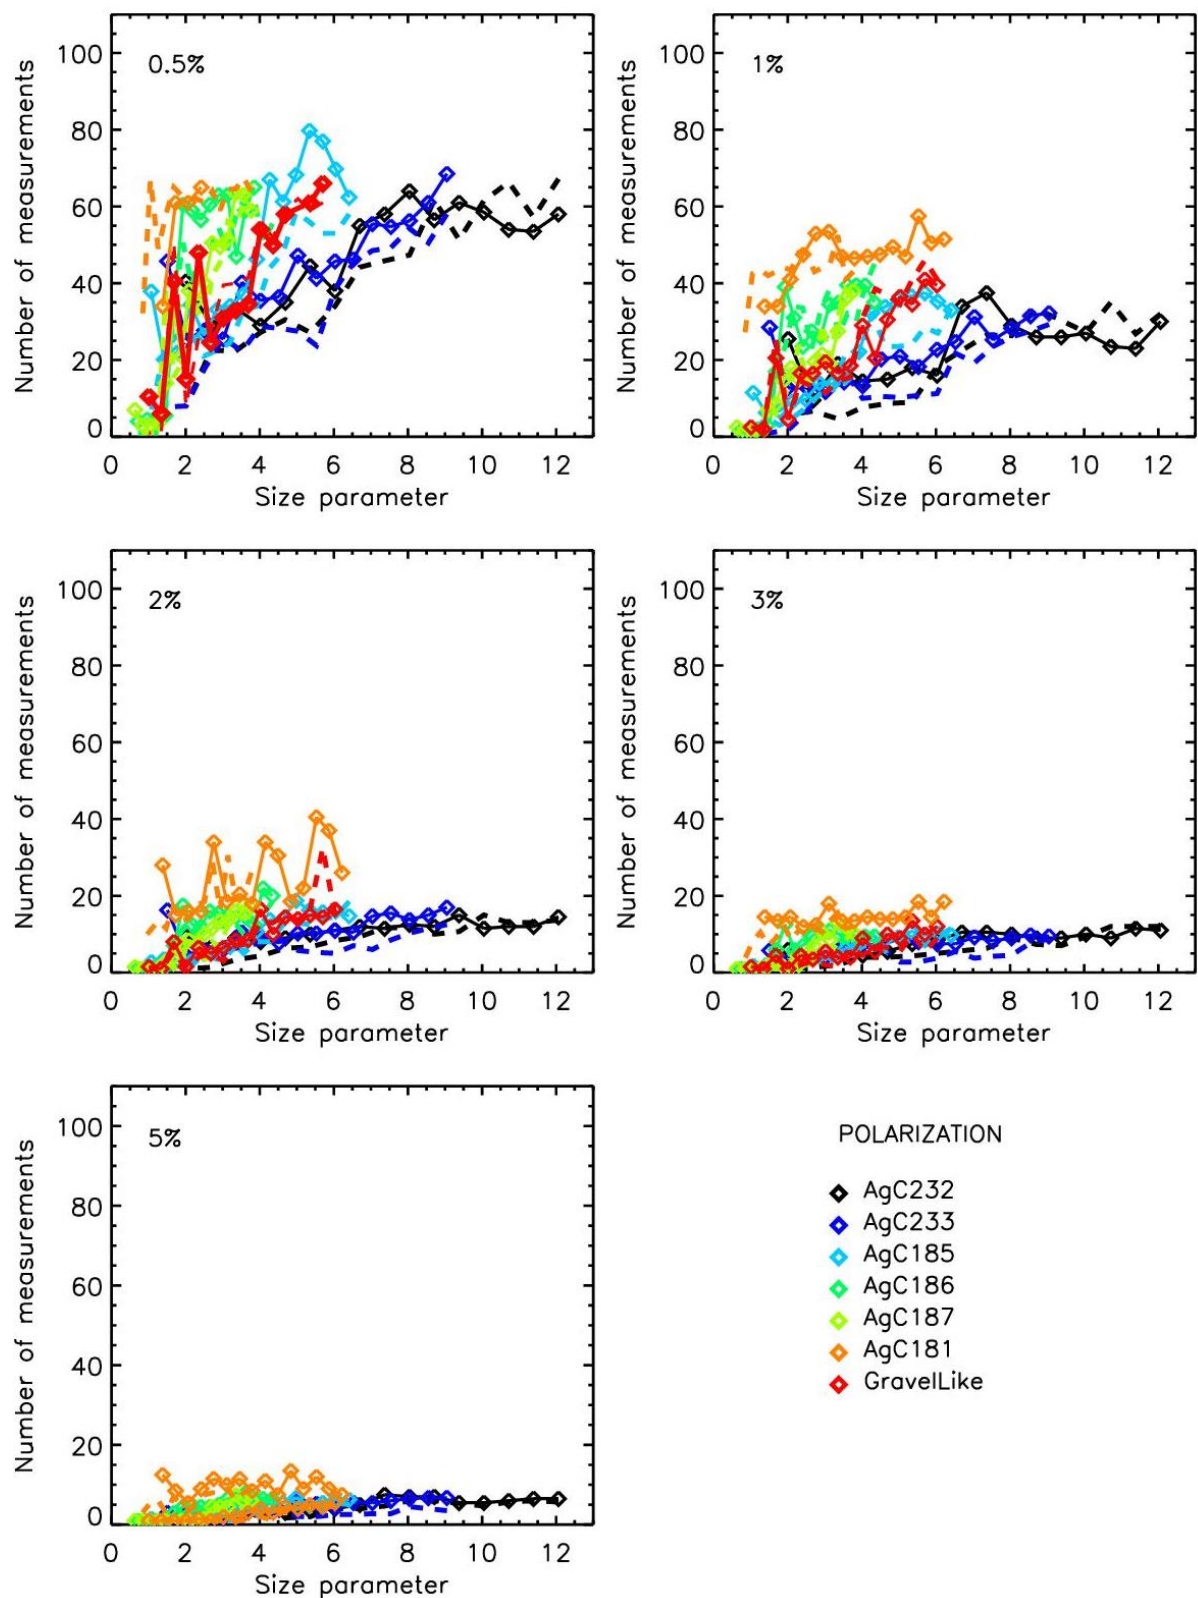 0.5%
Number of measurements
100
80
60
40
20
0
0 2 4 6 8 10 12
Size parameter
1%
Number of measurements
100
80
60
40
20
0
0 2 4 6 8 10 12
Size parameter
2%
Number of measurements
100
80
60
40
20
0
0 2 4 6 8 10 12
Size parameter
3%
Number of measurements
100
80
60
40
20
0
0 2 4 6 8 10 12
Size parameter
5%
Number of measurements
100
80
60
40
20
0
0 2 4 6 8 10 12
Size parameter
POLARIZATION
AgC232
AgC233
AgC185
AgC186
AgC187
AgC181
GravelLike